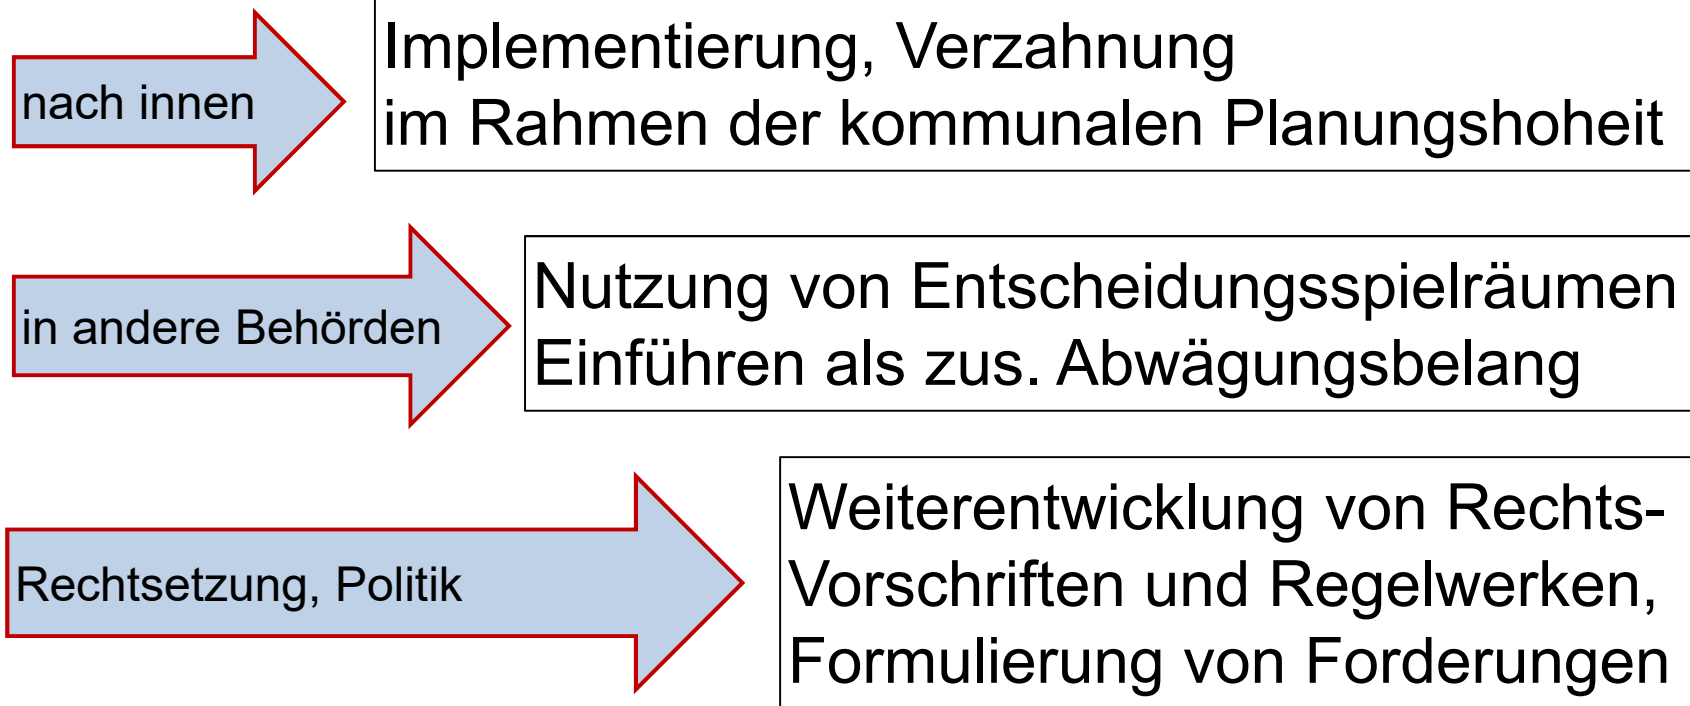 nach innen
Implementierung, Verzahnung
im Rahmen der kommunalen Planungshoheit
in andere Behörden
Nutzung von Entscheidungsspielräumen
Einführen als zus. Abwägungsbelang
Rechtsetzung, Politik
Weiterentwicklung von Rechts-
Vorschriften und Regelwerken,
Formulierung von Forderungen